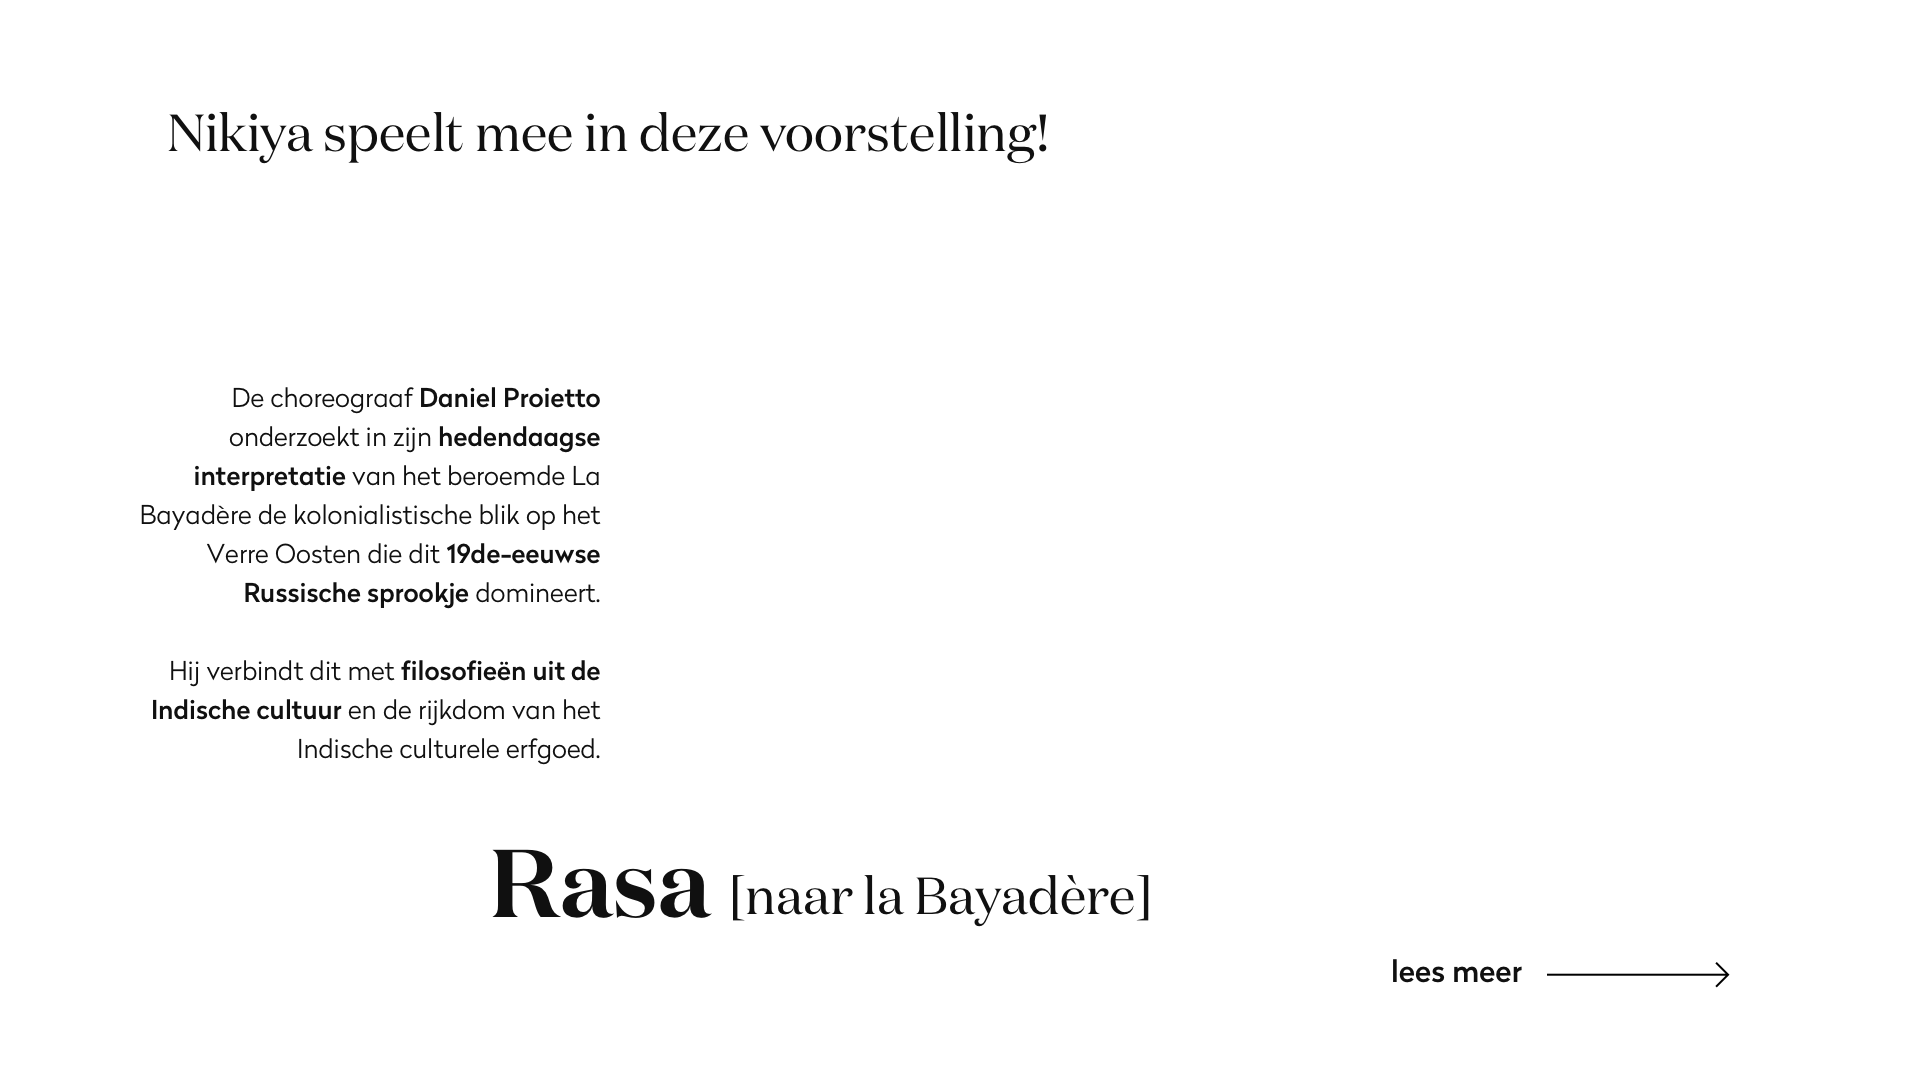 Nikiya speelt mee in deze voorstelling!
De choreograaf Daniel Proietto
onderzoekt in zijn hedendaagse
interpretatie van het beroemde La
Bayadère de kolonialistische blik op het
Verre Oosten die dit 19de-eeuwse
Russische sprookje domineert.
Hij verbindt dit met filosofieën uit de
Indische cultuur en de rijkdom van het
Indische culturele erfgoed.
Rasa [naar la Bayadère]
lees meer